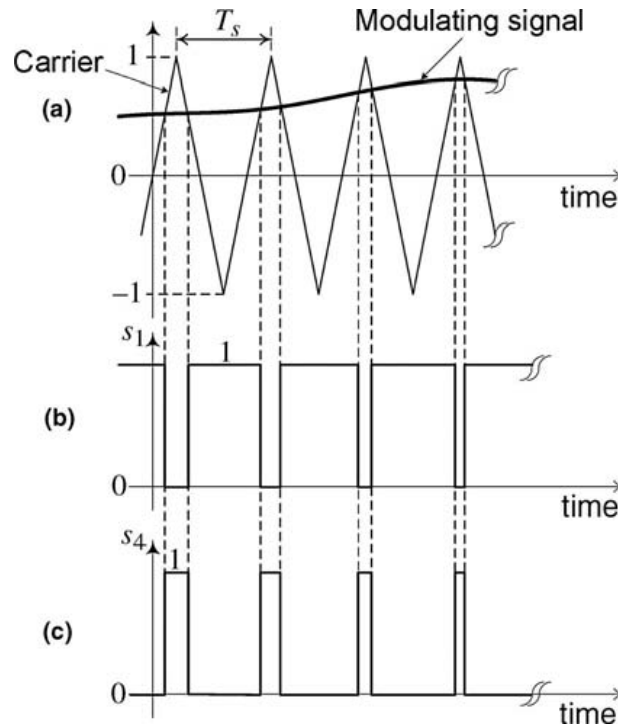 T_s
Modulating signal
1
Carrier
(a)
0
time
−1
s_1
1
(b)
0
time
s_4
1
(c)
0
time